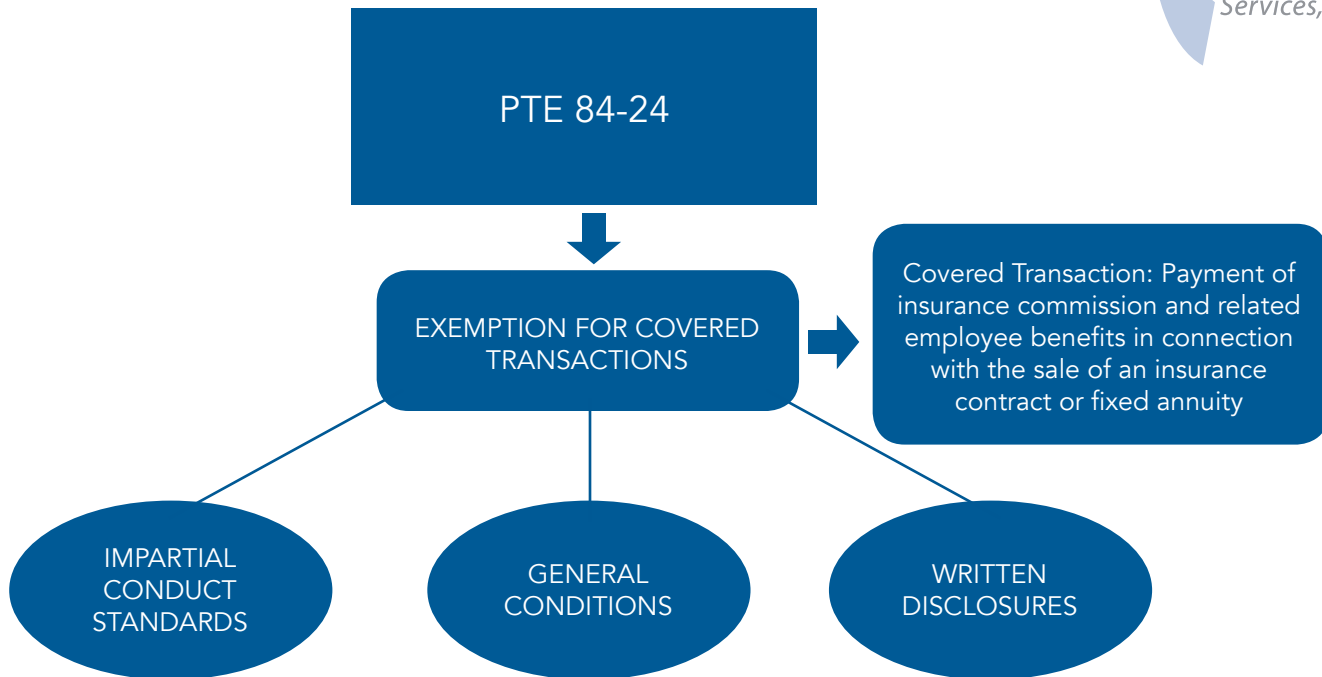 Services,
PTE 84-24
EXEMPTION FOR COVERED
TRANSACTIONS
Covered Transaction: Payment of
insurance commission and related
employee benefits in connection
with the sale of an insurance
contract or fixed annuity
IMPARTIAL
CONDUCT
STANDARDS
GENERAL
CONDITIONS
WRITTEN
DISCLOSURES